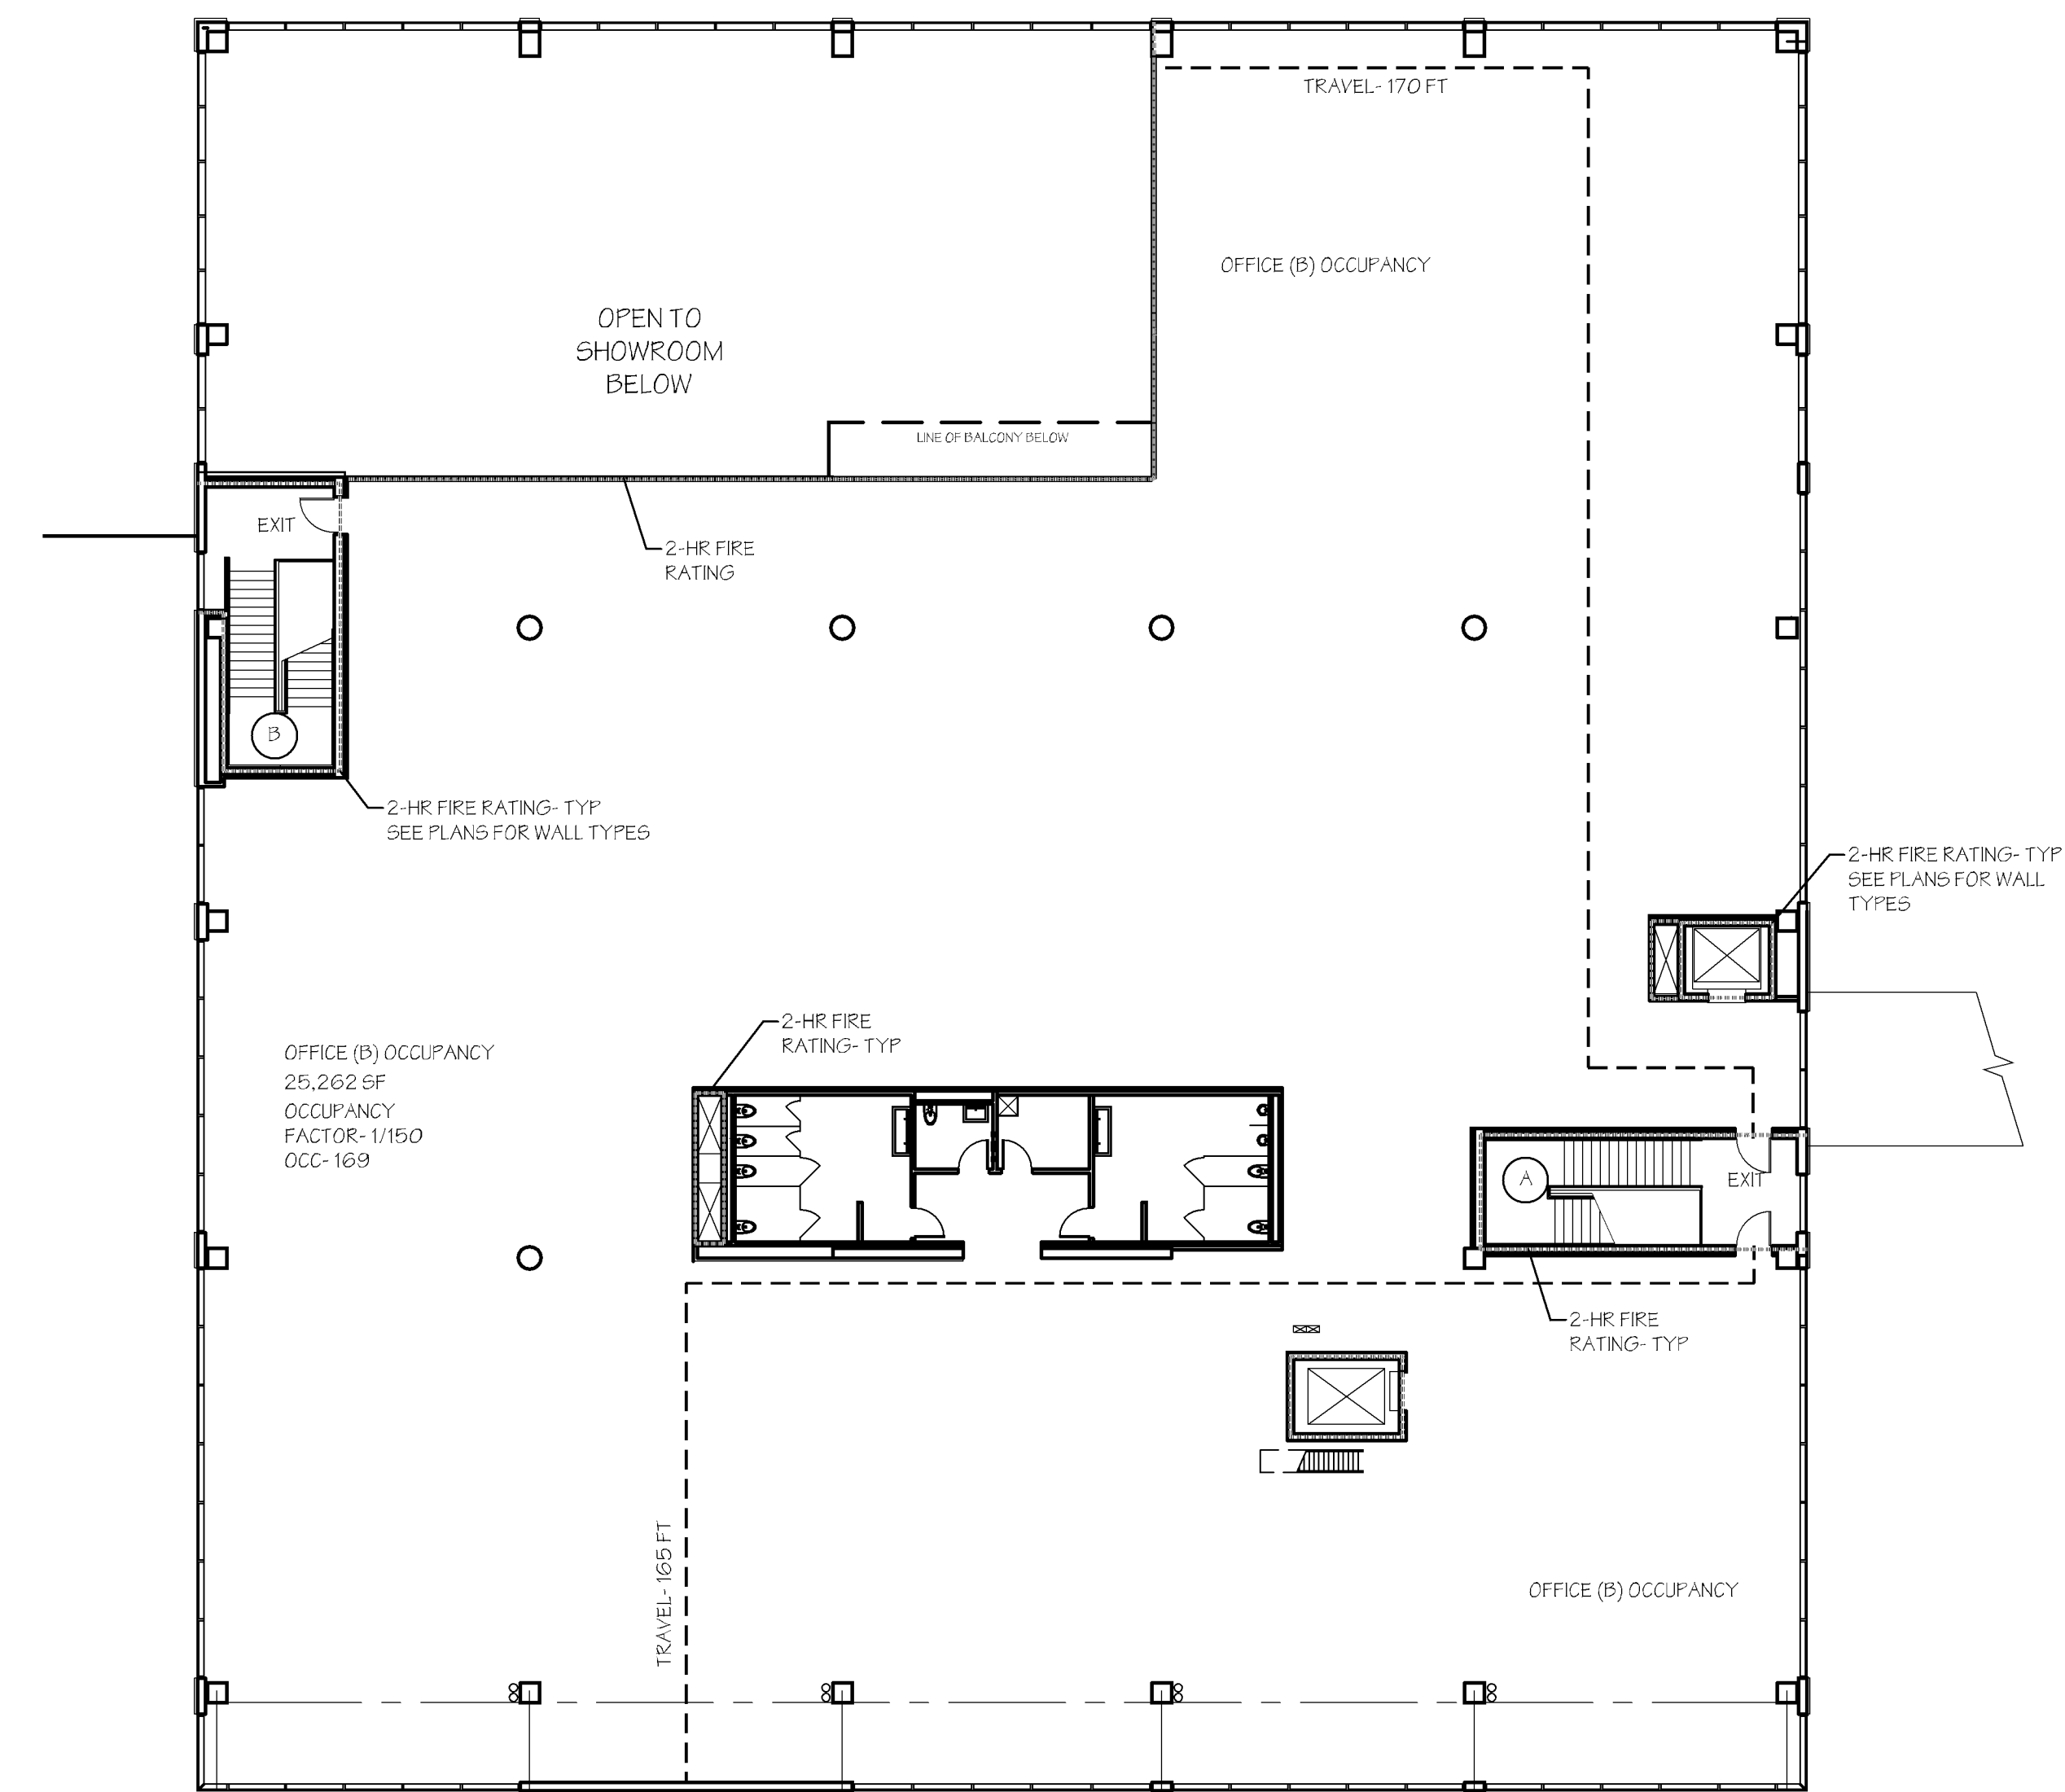 TRAVEL- 170 FT
OFFICE (B) OCCUPANCY
OPEN TO
SHOWROOM
BELOW
LINE OF BALCONY BELOW
EXIT
2-HR FIRE
RATING
B
2-HR FIRE RATING- TYP
SEE PLANS FOR WALL TYPES
2-HR FIRE RATING- TYP
SEE PLANS FOR WALL
TYPES
2-HR FIRE
RATING- TYP
OFFICE (B) OCCUPANCY
25,262 SF
OCCUPANCY
FACTOR- 1/150
OCC- 169
A
EXIT
2-HR FIRE
RATING- TYP
TRAVEL- 165 FT
OFFICE (B) OCCUPANCY